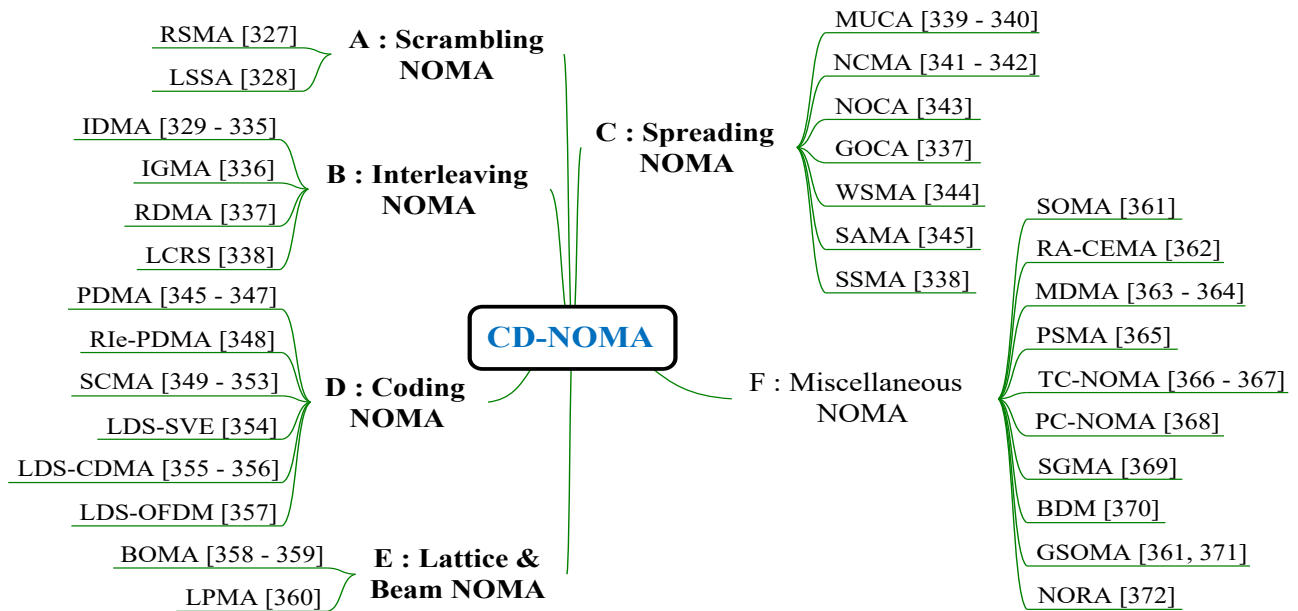 RSMA [327]
LSSA [328]
A : Scrambling
NOMA
IDMA [329 - 335]
IGMA [336]
RDMA [337]
LCRS [338]
B : Interleaving
NOMA
PDMA [345 - 347]
RIe-PDMA [348]
SCMA [349 - 353]
LDS-SVE [354]
LDS-CDMA [355 - 356]
LDS-OFDM [357]
D : Coding
NOMA
BOMA [358 - 359]
LPMA [360]
E : Lattice &
Beam NOMA
CD-NOMA
C : Spreading
NOMA
MUCA [339 - 340]
NCMA [341 - 342]
NOCA [343]
GOCA [337]
WSMA [344]
SAMA [345]
SSMA [338]
F : Miscellaneous
NOMA
SOMA [361]
RA-CEMA [362]
MDMA [363 - 364]
PSMA [365]
TC-NOMA [366 - 367]
PC-NOMA [368]
SGMA [369]
BDM [370]
GSOMA [361, 371]
NORA [372]